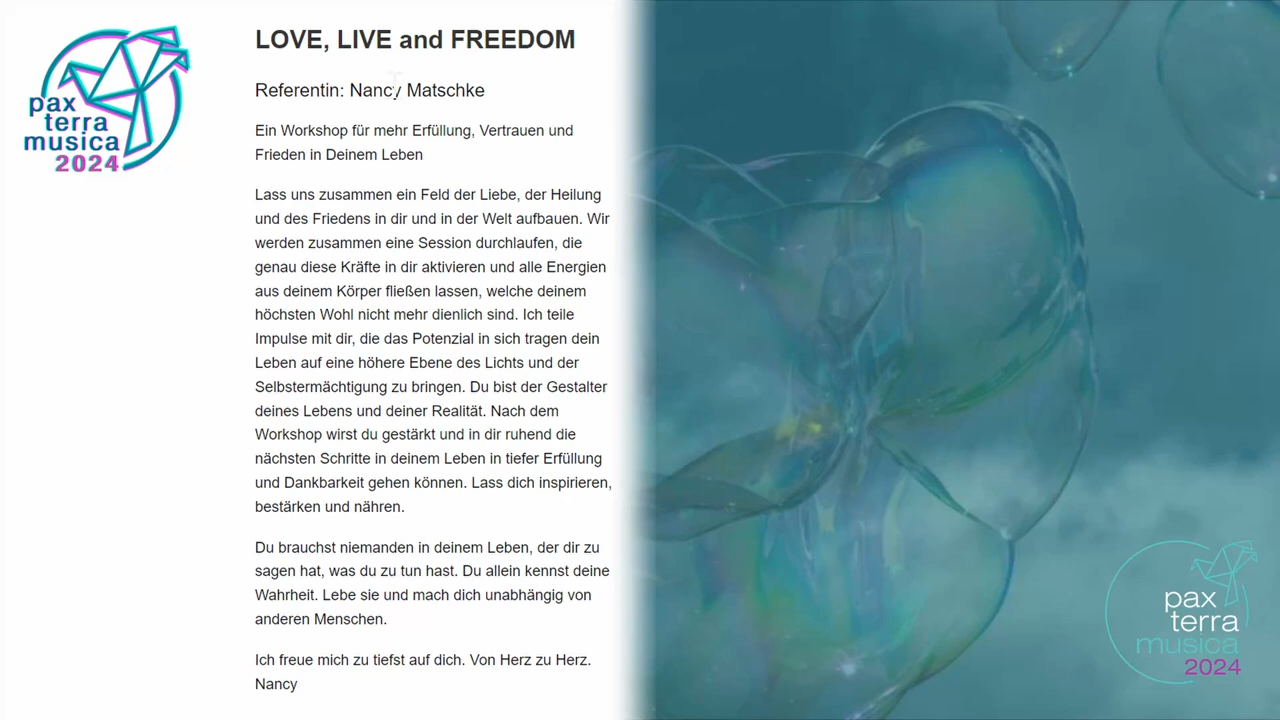 pax
terra
musica
2024
LOVE, LIVE and FREEDOM
Referentin: Nancy Matschke
Ein Workshop für mehr Erfüllung, Vertrauen und
Frieden in Deinem Leben
Lass uns zusammen ein Feld der Liebe, der Heilung
und des Friedens in dir und in der Welt aufbauen. Wir
werden zusammen eine Session durchlaufen, die
genau diese Kräfte in dir aktivieren und alle Energien
aus deinem Körper fließen lassen, welche deinem
höchsten Wohl nicht mehr dienlich sind. Ich teile
Impulse mit dir, die das Potenzial in sich tragen dein
Leben auf eine höhere Ebene des Lichts und der
Selbstermächtigung zu bringen. Du bist der Gestalter
deines Lebens und deiner Realität. Nach dem
Workshop wirst du gestärkt und in dir ruhend die
nächsten Schritte in deinem Leben in tiefer Erfüllung
und Dankbarkeit gehen können. Lass dich inspirieren,
bestärken und nähren.
Du brauchst niemanden in deinem Leben, der dir zu
sagen hat, was du zu tun hast. Du allein kennst deine
Wahrheit. Lebe sie und mach dich unabhängig von
anderen Menschen.
Ich freue mich zu tiefst auf dich. Von Herz zu Herz.
Nancy
pax
terra
musica
2024